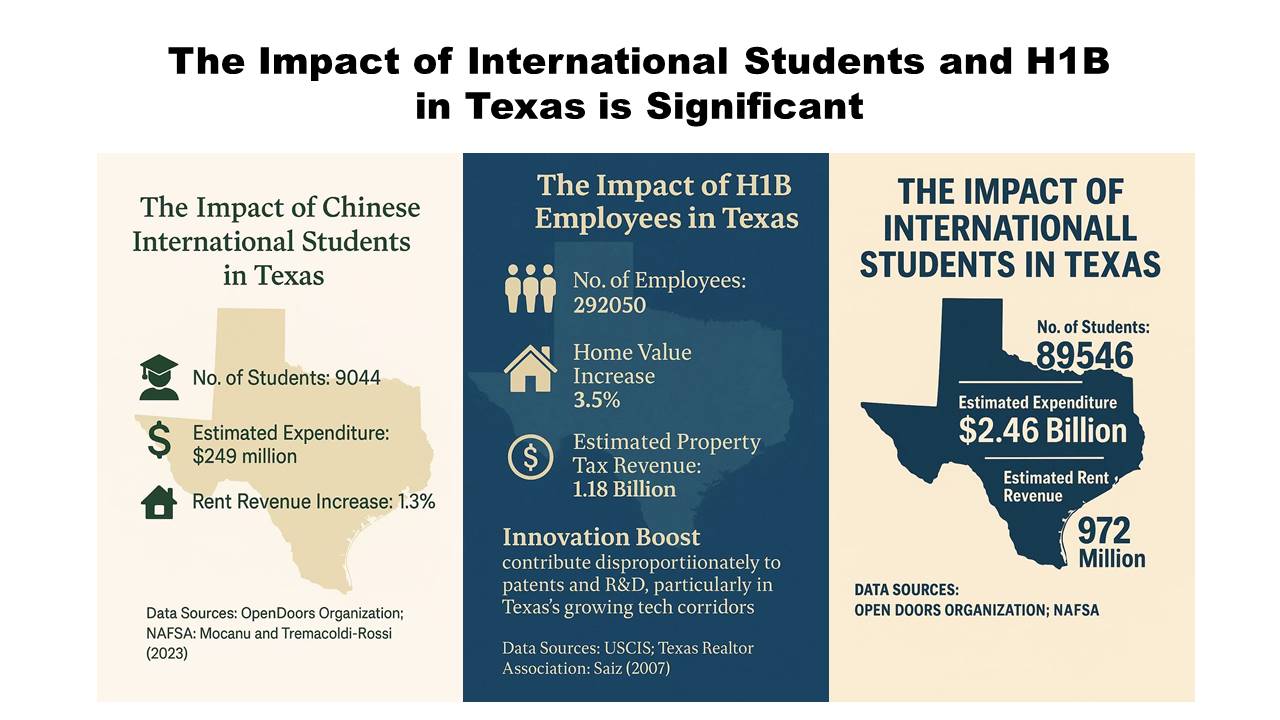 The Impact of International Students and H1B
in Texas is Significant
The Impact of Chinese
International Students
in Texas
No. of Students: 9044
Estimated Expenditure:
$249 million
Rent Revenue Increase: 1.3%
Data Sources: OpenDoors Organization;
NAFSA: Mocanu and Tremacoldi-Rossi
(2023)
The Impact of H1B
Employees in Texas
No. of Employees:
292050
Home Value
Increase
3.5%
Estimated Property
Tax Revenue:
1.18 Billion
Innovation Boost
contribute disproportiionately to
patents and R&D, particularly in
Texas's growing tech corridors
Data Sources: USCIS; Texas Realtor
Association: Saiz (2007)
THE IMPACT OF
INTERNATIONALL
STUDENTS IN TEXAS
No. of Students:
89546
Estimated Expenditure
$2.46 Billion
Estimated Rent
Revenue
972
Million
DATA SOURCES:
OPEN DOORS ORGANIZATION; NAFSA